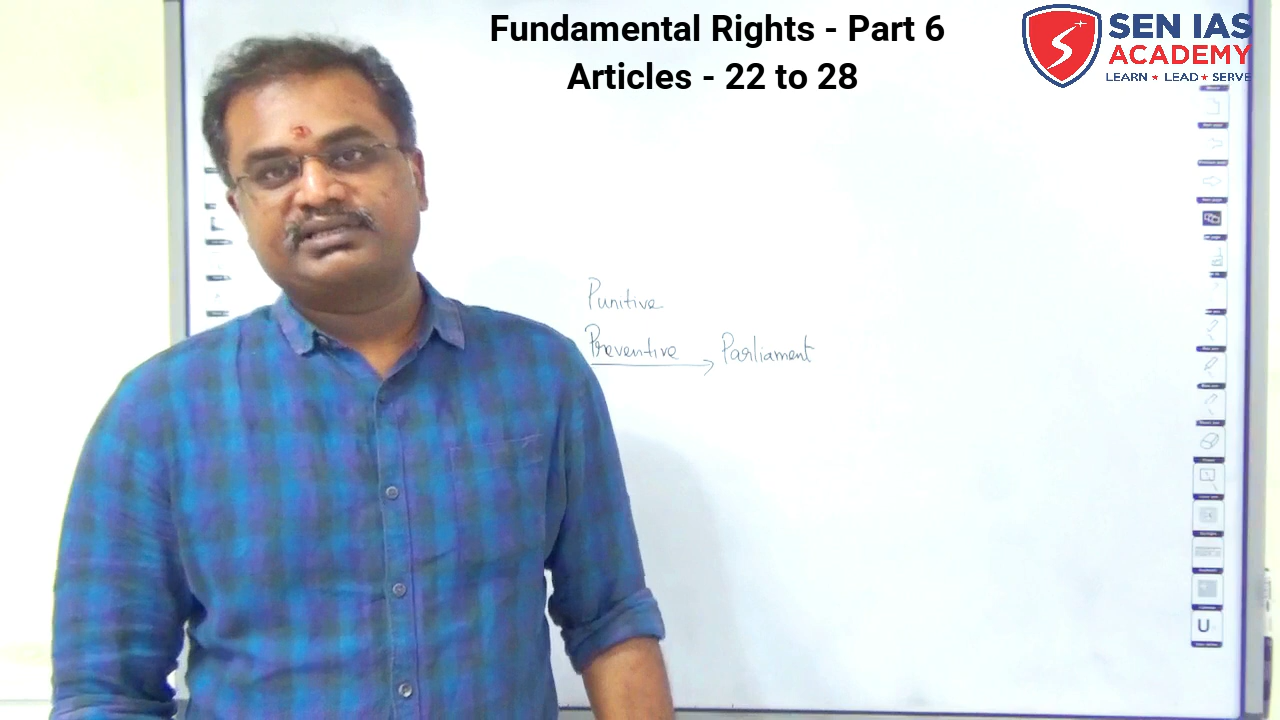 Fundamental Rights - Part 6
Articles - 22 to 28
SEN IAS
ACADEMY
LEARN ★ LEAD ★ SERVE
Punitive
Preventive → Parliament
U